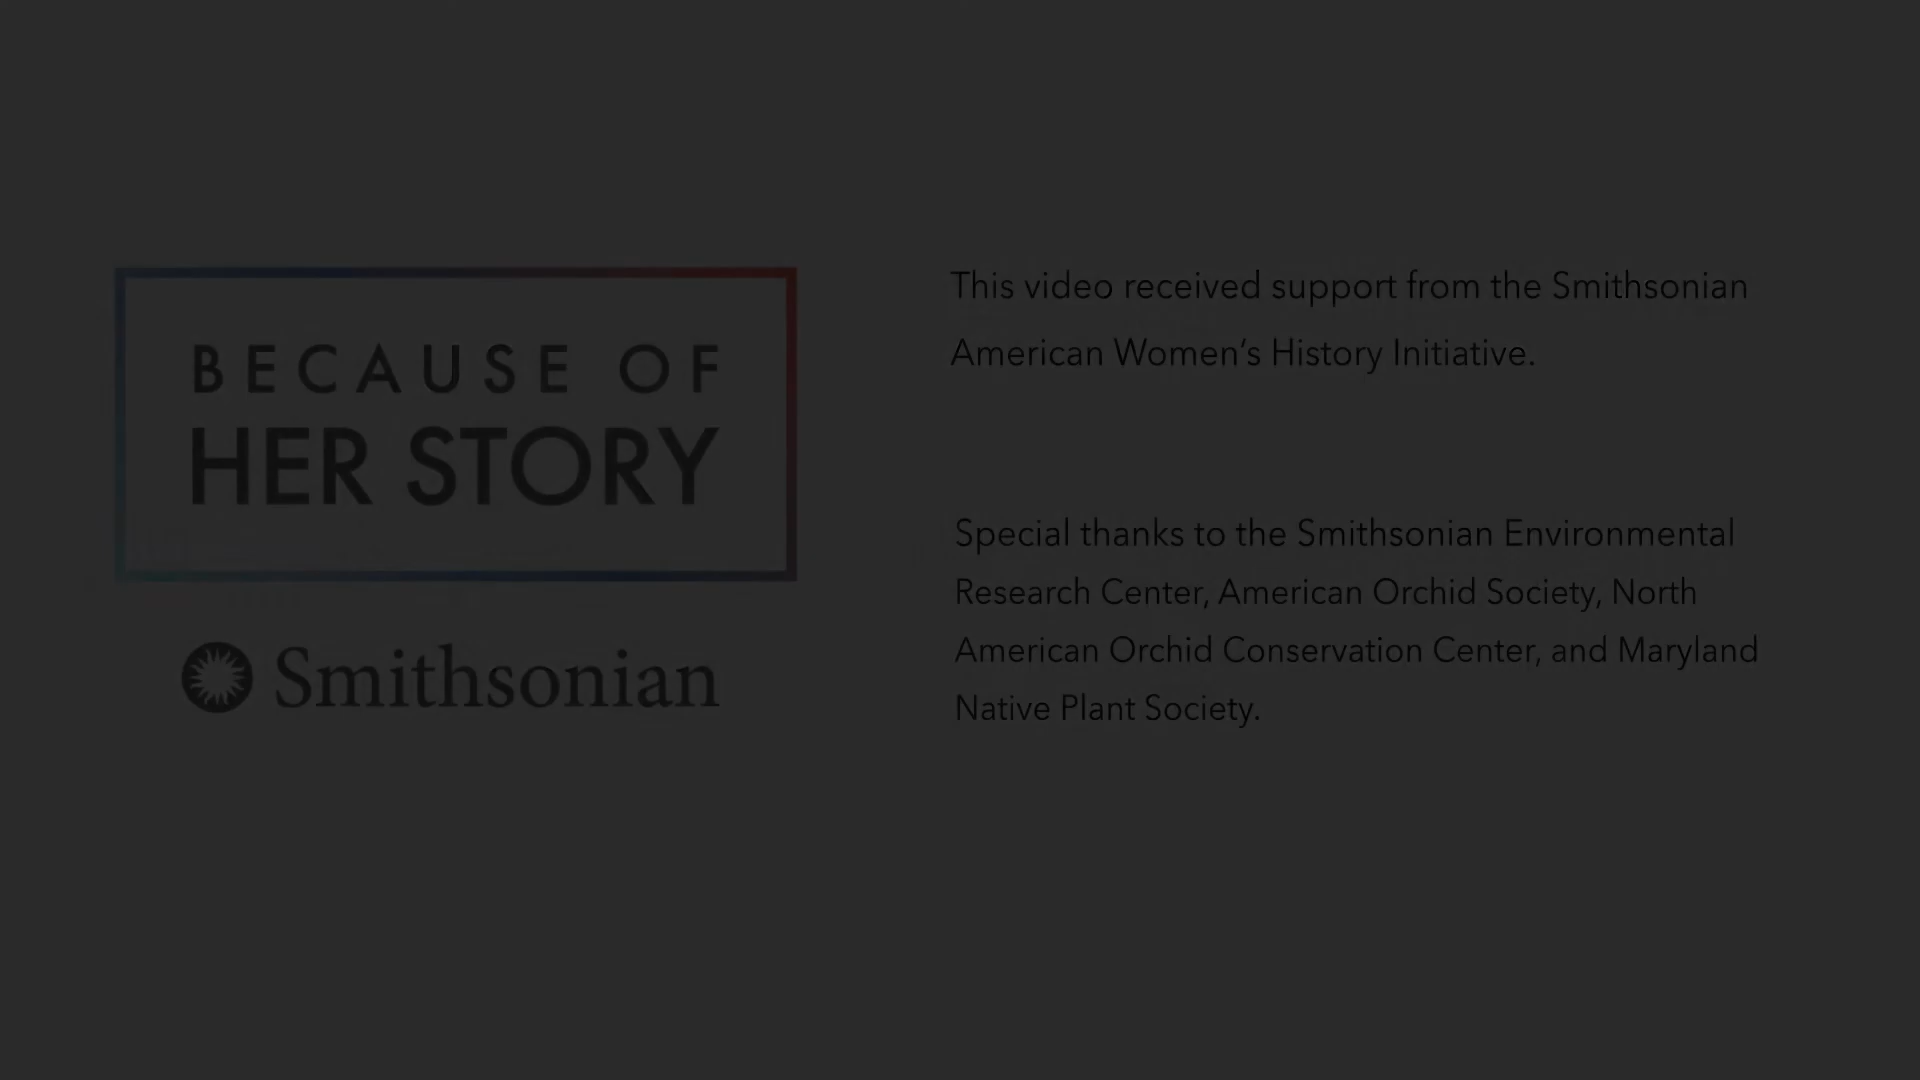 BECAUSE OF
HER STORY
Smithsonian
This video received support from the Smithsonian
American Women’s History Initiative.
Special thanks to the Smithsonian Environmental
Research Center, American Orchid Society, North
American Orchid Conservation Center, and Maryland
Native Plant Society.